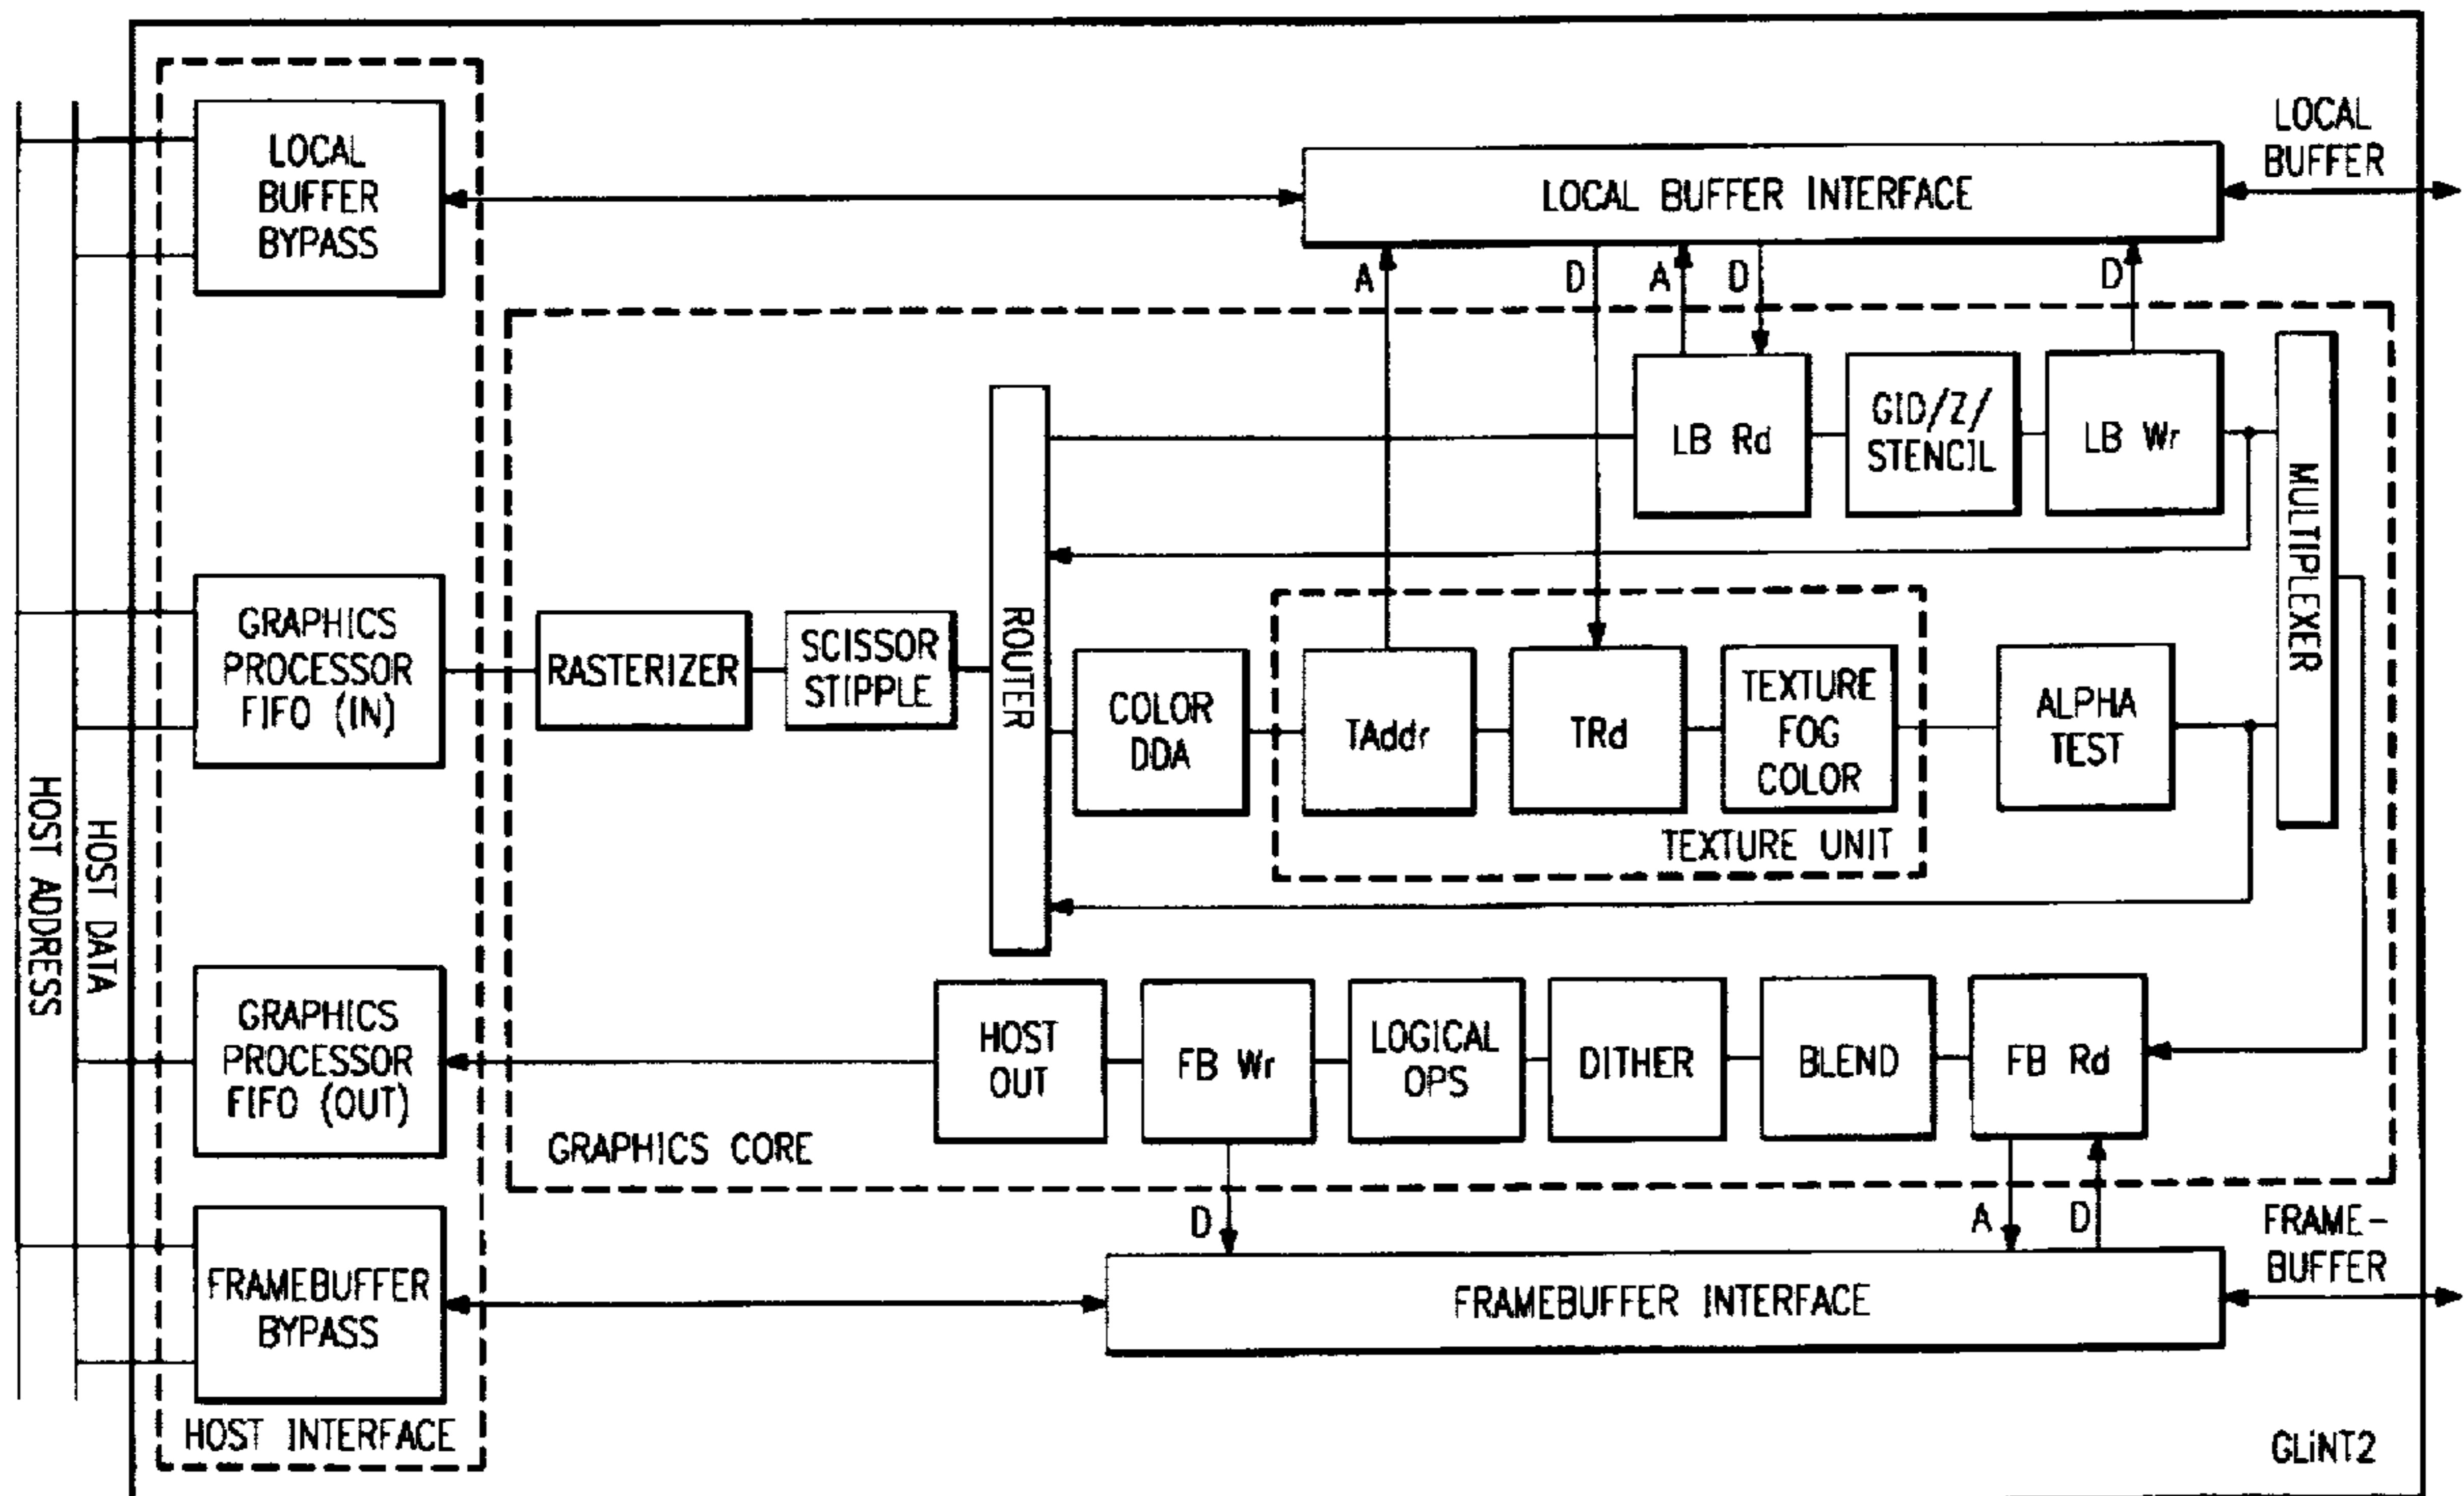 LOCAL
BUFFER
BYPASS
LOCAL BUFFER INTERFACE
LOCAL
BUFFER
A
D
A
D
D
LB Rd
GID/Z/
STENCIL
LB Wr
MULTIPLEXER
GRAPHICS
PROCESSOR
FIFO (IN)
RASTERIZER
SCISSOR
STIPPLE
ROUTER
COLOR
DDA
TAddr
TRd
TEXTURE
FOG
COLOR
TEXTURE UNIT
ALPHA
TEST
HOST ADDRESS
HOST DATA
GRAPHICS
PROCESSOR
FIFO (OUT)
HOST
OUT
FB Wr
LOGICAL
OPS
DITHER
BLEND
FB Rd
GRAPHICS CORE
D
A
D
FRAME-
BUFFER
FRAMEBUFFER
BYPASS
FRAMEBUFFER INTERFACE
HOST INTERFACE
GLiNT2